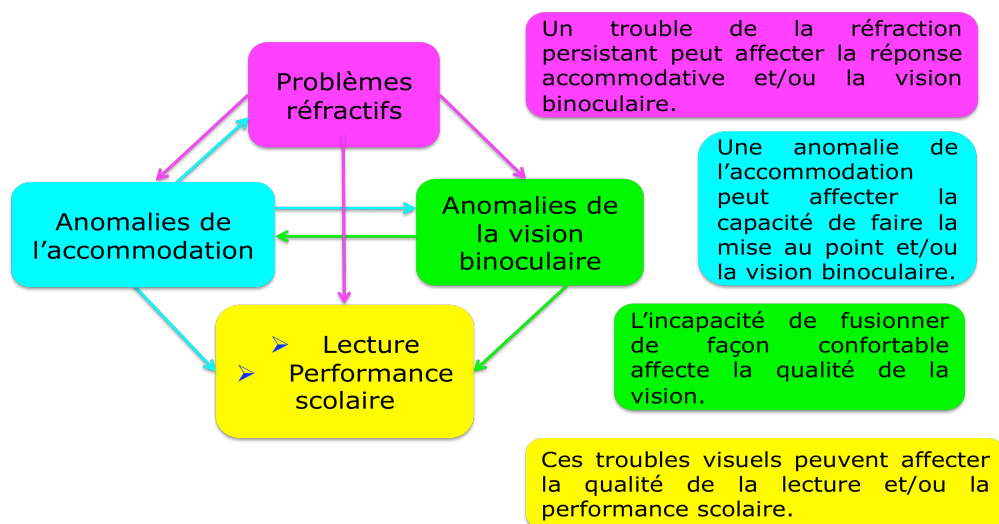 Problèmes
réfractifs
Anomalies de
l’accommodation
Anomalies de
la vision
binoculaire
➢ Lecture
➢ Performance
scolaire
Un trouble de la réfraction
persistant peut affecter la réponse
accommodative et/ou la vision
binoculaire.
Une anomalie de
l’accommodation
peut affecter la
capacité de faire la
mise au point et/ou
la vision binoculaire.
L’incapacité de fusionner
de façon confortable
affecte la qualité de la
vision.
Ces troubles visuels peuvent affecter
la qualité de la lecture et/ou la
performance scolaire.